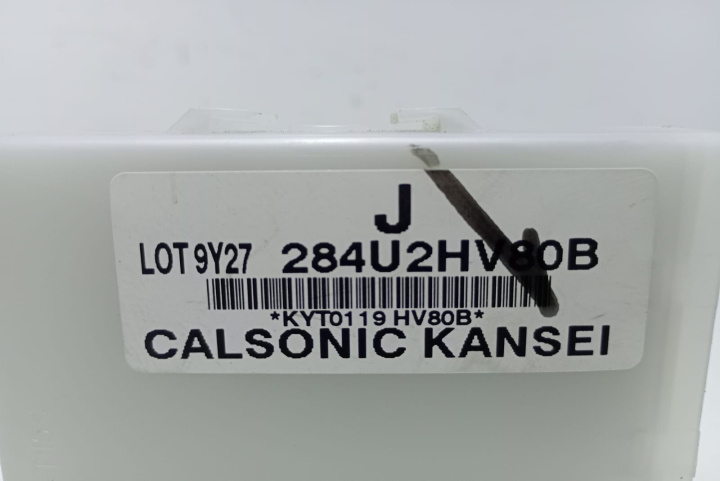 J
LOT 9Y27 284U2HV80B
*KYT0119 HV80B*
CALSONIC KANSEI